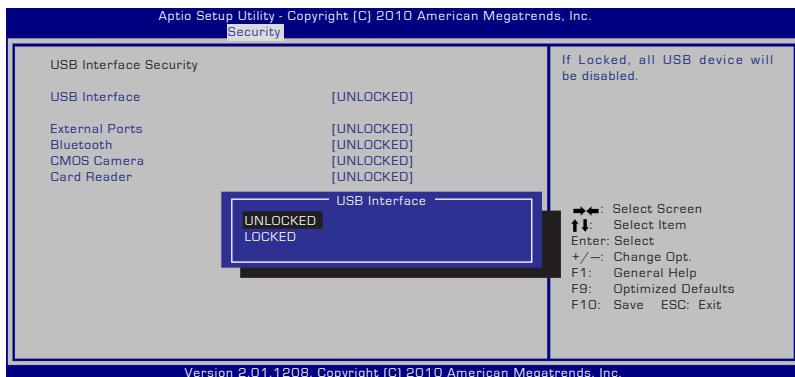 Aptio Setup Utility - Copyright (C) 2010 American Megatrends, Inc.
Security
USB Interface Security
USB Interface [UNLOCKED]
External Ports [UNLOCKED]
Bluetooth [UNLOCKED]
CMOS Camera [UNLOCKED]
Card Reader [UNLOCKED]
USB Interface
UNLOCKED
LOCKED
If Locked, all USB device will
be disabled.
→←: Select Screen
↑↓: Select Item
Enter: Select
+/—: Change Opt.
F1: General Help
F9: Optimized Defaults
F10: Save ESC: Exit
Version 2.01.1208. Copyright (C) 2010 American Megatrends, Inc.